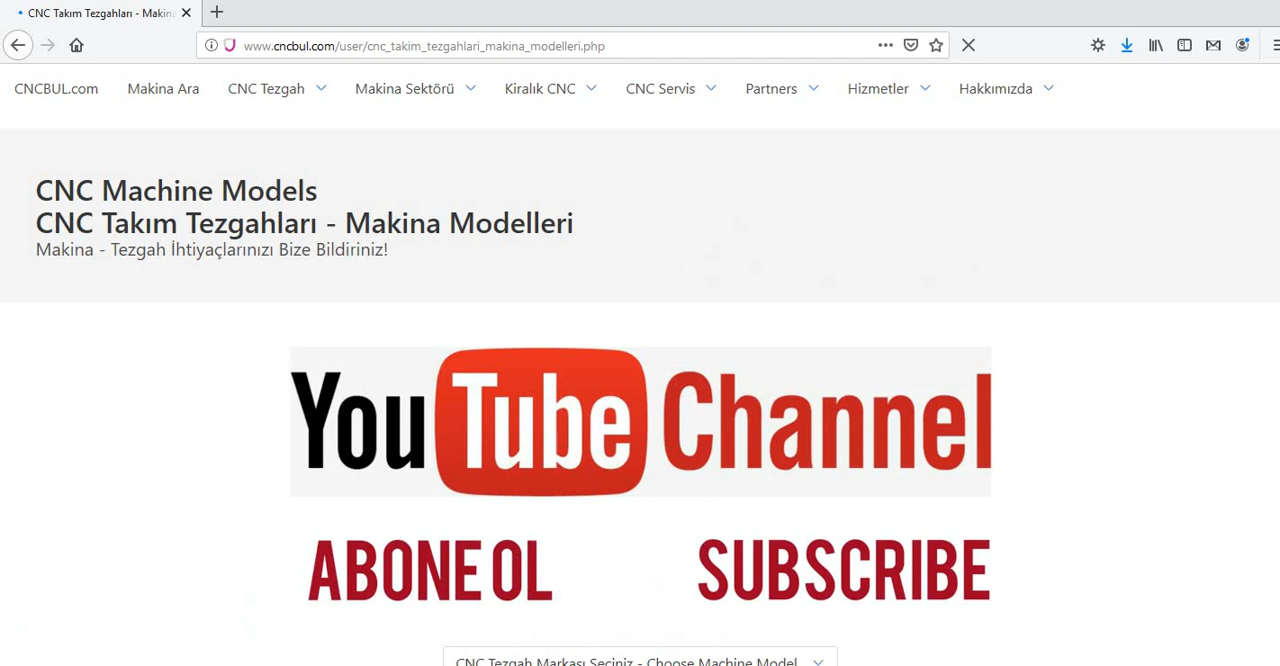 CNC Takım Tezgahları - Makin
www.cncbul.com/user/cnc_takim_tezgahlari_makina_modelleri.php
CNCBUL.com Makina Ara CNC Tezgah Makina Sektörü Kiralık CNC CNC Servis Partners Hizmetler Hakkımızda
CNC Machine Models
CNC Takım Tezgahları - Makina Modelleri
Makina - Tezgah İhtiyaçlarınızı Bize Bildiriniz!
YouTube Channel
ABONE OL SUBSCRIBE
CNC Tezgah Markası Seçiniz - Choose Machine Model